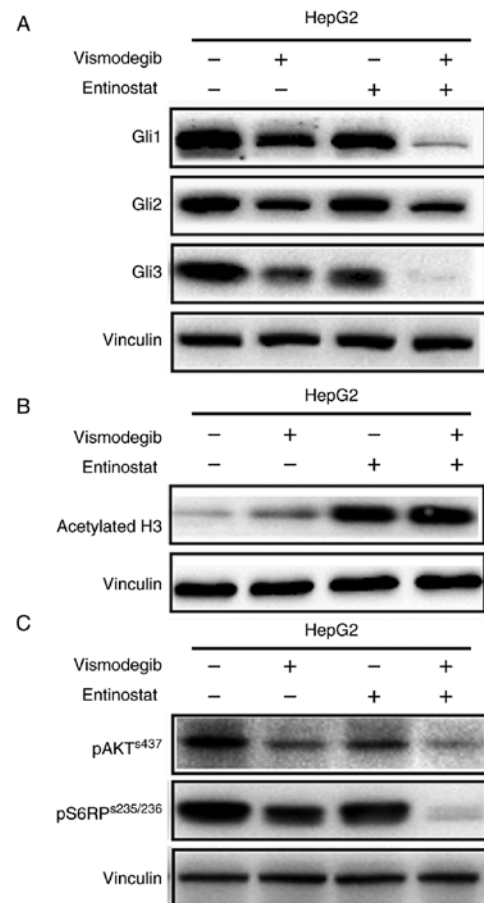 A
HepG2
Vismodegib − + − +
Entinostat − − + +
Gli1
Gli2
Gli3
Vinculin
B
HepG2
Vismodegib − + − +
Entinostat − − + +
Acetylated H3
Vinculin
C
HepG2
Vismodegib − + − +
Entinostat − − + +
pAKTs437
pS6RPs235/236
Vinculin